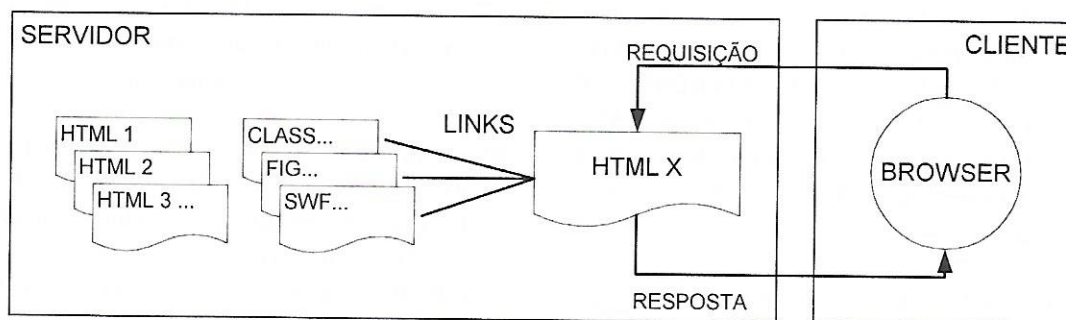 SERVIDOR
REQUISIÇÃO
CLIENTE
HTML 1
HTML 2
HTML 3 ...
CLASS...
FIG...
SWF...
LINKS
HTML X
BROWSER
RESPOSTA